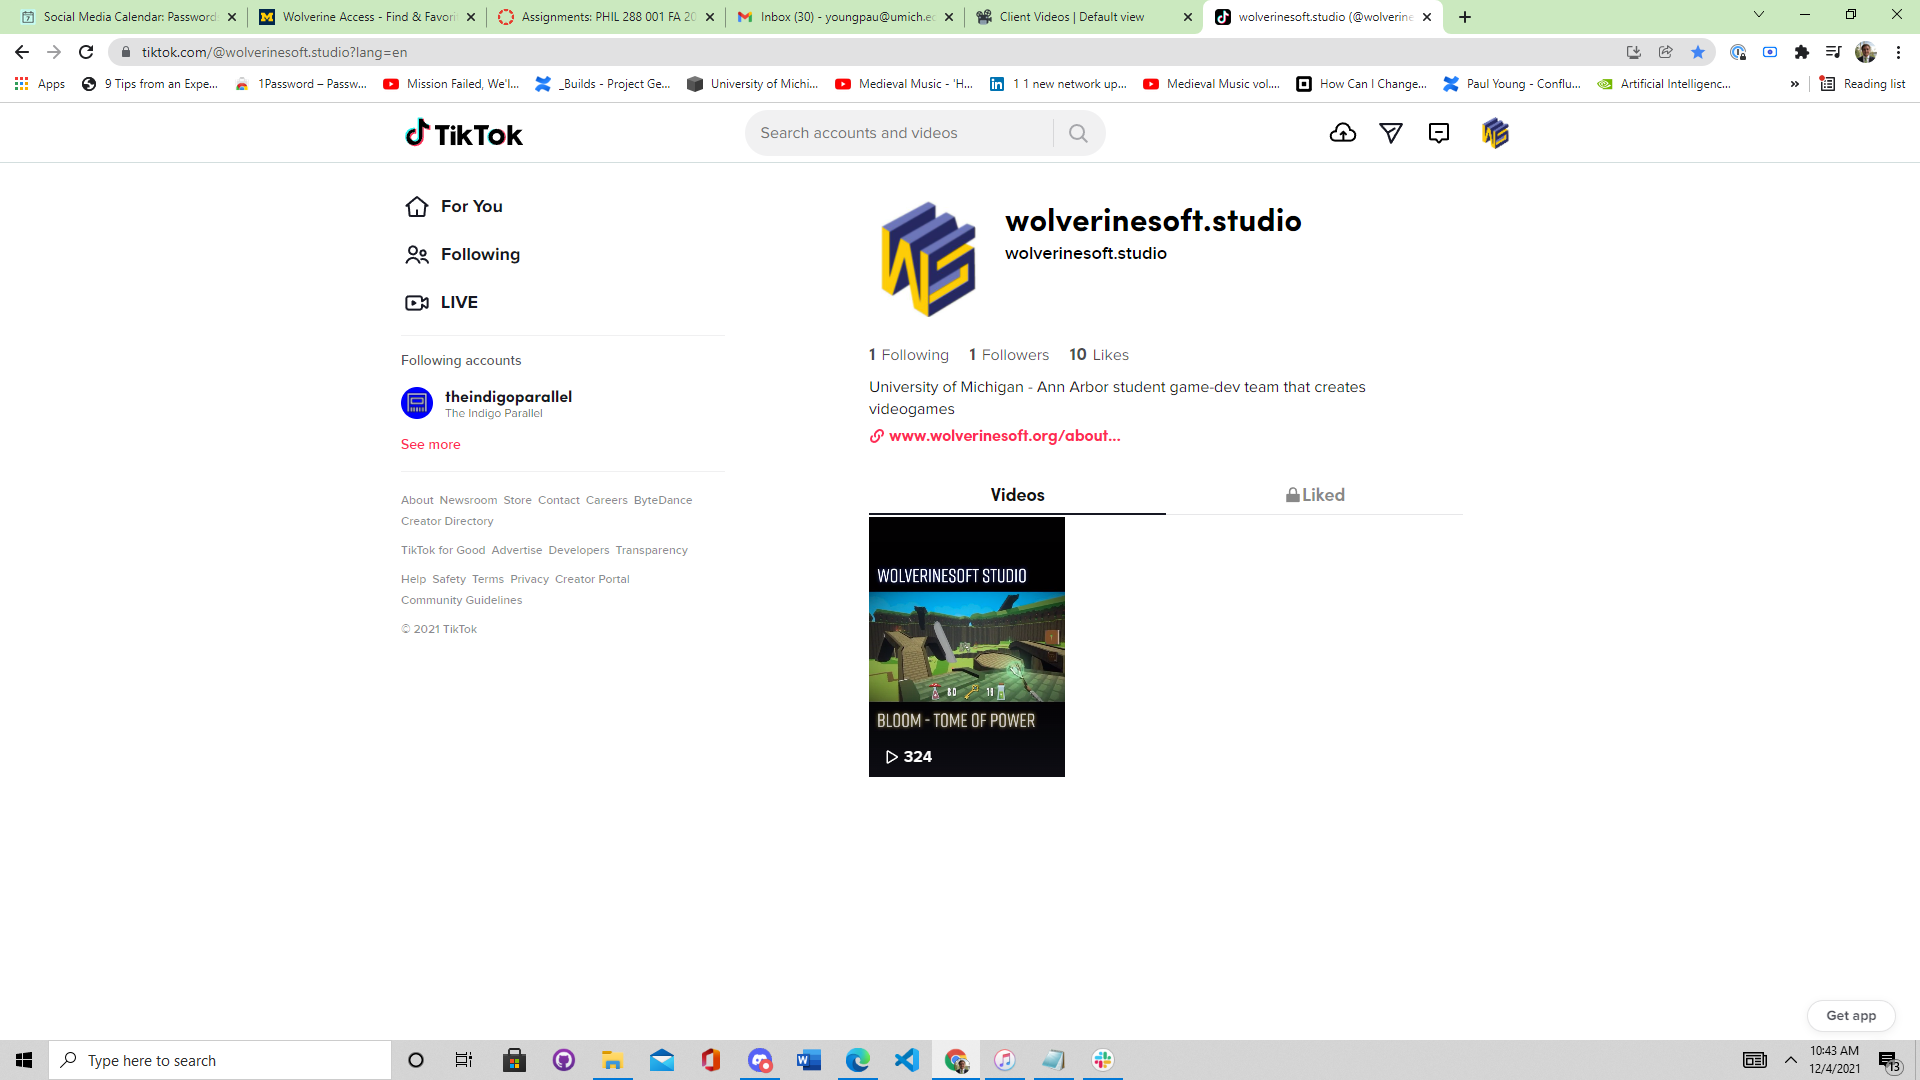 Social Media Calendar: Password
Wolverine Access - Find & Favori
Assignments: PHIL 288 001 FA 20
Inbox (30) - youngpau@umich.ed
Client Videos | Default view
wolverinesoft.studio (@wolverine
tiktok.com/@wolverinesoft.studio?lang=en
Apps
9 Tips from an Expe...
1Password – Passw...
Mission Failed, We'l...
_Builds - Project Ge...
University of Michi...
Medieval Music - 'H...
1 1 new network up...
Medieval Music vol....
How Can I Change...
Paul Young - Conflu...
Artificial Intelligenc...
»
Reading list
TikTok
Search accounts and videos
For You
Following
LIVE
Following accounts
theindigoparallel
The Indigo Parallel
See more
About Newsroom Store Contact Careers ByteDance
Creator Directory
TikTok for Good Advertise Developers Transparency
Help Safety Terms Privacy Creator Portal
Community Guidelines
© 2021 TikTok
wolverinesoft.studio
wolverinesoft.studio
1 Following 1 Followers 10 Likes
University of Michigan - Ann Arbor student game-dev team that creates
videogames
www.wolverinesoft.org/about...
Videos
Liked
WOLVERINESOFT STUDIO
80
18
BLOOM - TOME OF POWER
324
Get app
Type here to search
10:43 AM
12/4/2021
13